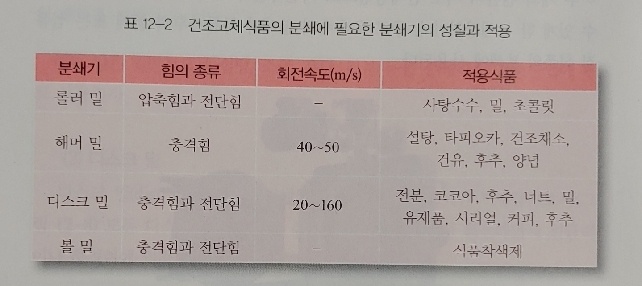 표 12-2 건조고체식품의 분쇄에 필요한 분쇄기의 성질과 적용
분쇄기 힘의 종류 회전속도(m/s) 적용식품
롤러 밀 압축힘과 전단힘 – 사탕수수, 밀, 초콜릿
해머 밀 충격힘 40~50 설탕, 타피오카, 건조채소,
건유, 후추, 양념
디스크 밀 충격힘과 전단힘 20~160 전분, 코코아, 후추, 너트, 밀,
유제품, 시리얼, 커피, 후추
볼 밀 충격힘과 전단힘 – 식품착색제